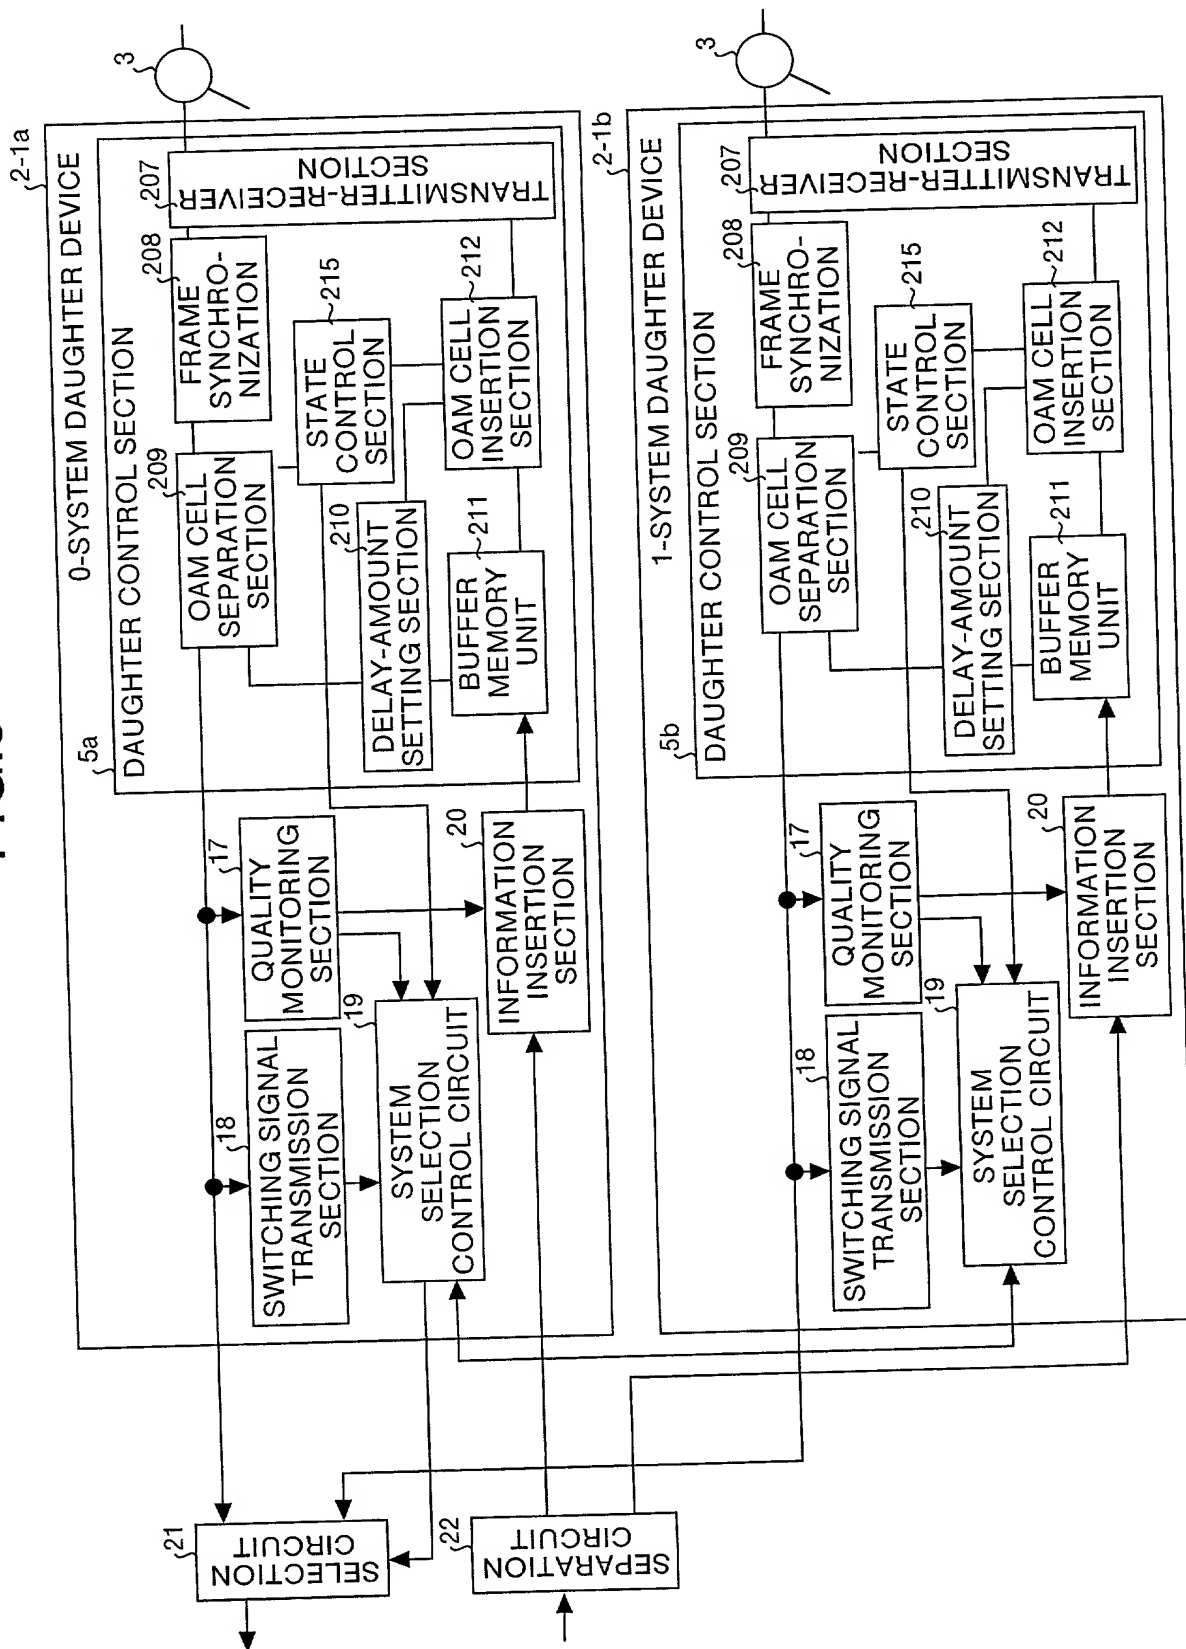 3
2-1a
0-SYSTEM DAUGHTER DEVICE
5a
DAUGHTER CONTROL SECTION
207
TRANSMITTER-RECEIVER
SECTION
208
FRAME
SYNCHRO-
NIZATION
209
OAM CELL
SEPARATION
SECTION
215
STATE
CONTROL
SECTION
212
OAM CELL
INSERTION
SECTION
210
DELAY-AMOUNT
SETTING SECTION
211
BUFFER
MEMORY
UNIT
17
QUALITY
MONITORING
SECTION
18
SWITCHING SIGNAL
TRANSMISSION
SECTION
19
SYSTEM
SELECTION
CONTROL CIRCUIT
20
INFORMATION
INSERTION
SECTION
21
SELECTION
CIRCUIT
22
SEPARATION
CIRCUIT
3
2-1b
1-SYSTEM DAUGHTER DEVICE
5b
DAUGHTER CONTROL SECTION
207
TRANSMITTER-RECEIVER
SECTION
208
FRAME
SYNCHRO-
NIZATION
209
OAM CELL
SEPARATION
SECTION
215
STATE
CONTROL
SECTION
212
OAM CELL
INSERTION
SECTION
210
DELAY-AMOUNT
SETTING SECTION
211
BUFFER
MEMORY
UNIT
17
QUALITY
MONITORING
SECTION
18
SWITCHING SIGNAL
TRANSMISSION
SECTION
19
SYSTEM
SELECTION
CONTROL CIRCUIT
20
INFORMATION
INSERTION
SECTION